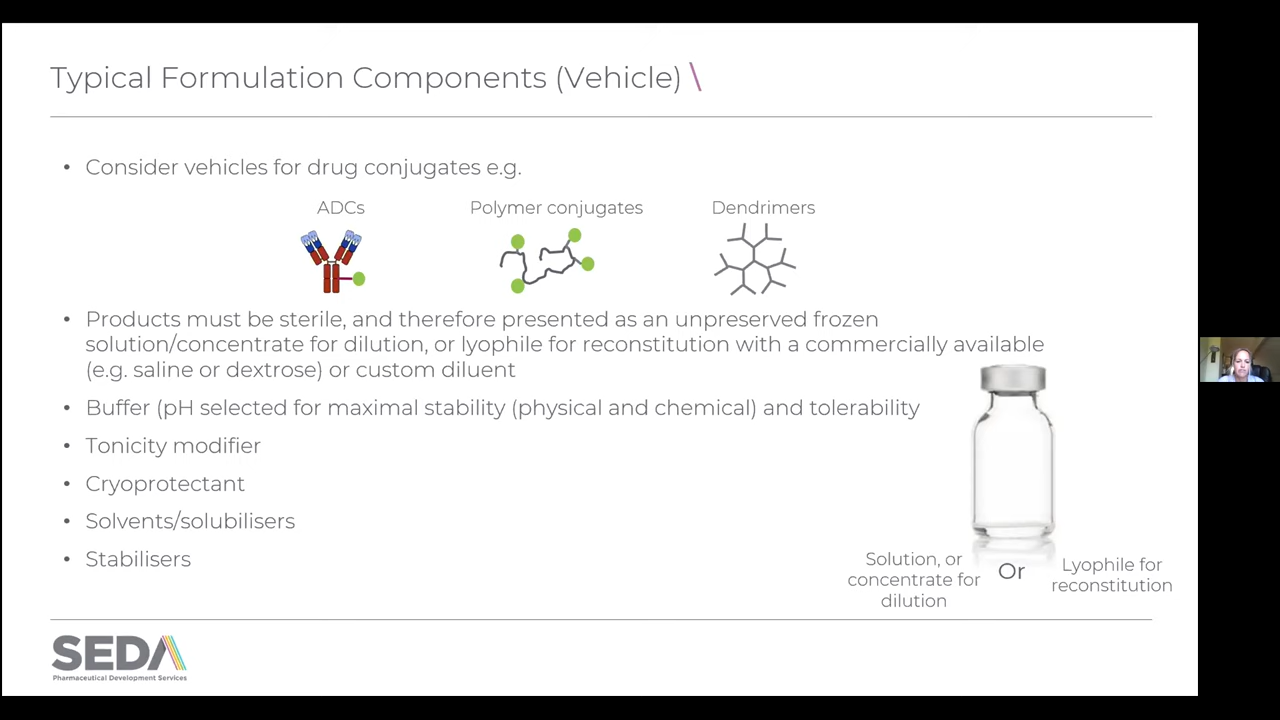 Typical Formulation Components (Vehicle) \
• Consider vehicles for drug conjugates e.g.
ADCs
Polymer conjugates
Dendrimers
• Products must be sterile, and therefore presented as an unpreserved frozen
solution/concentrate for dilution, or lyophile for reconstitution with a commercially available
(e.g. saline or dextrose) or custom diluent
• Buffer (pH selected for maximal stability (physical and chemical) and tolerability
• Tonicity modifier
• Cryoprotectant
• Solvents/solubilisers
• Stabilisers
Solution, or
concentrate for
dilution
Or
Lyophile for
reconstitution
SEDA
Pharmaceutical Development Services